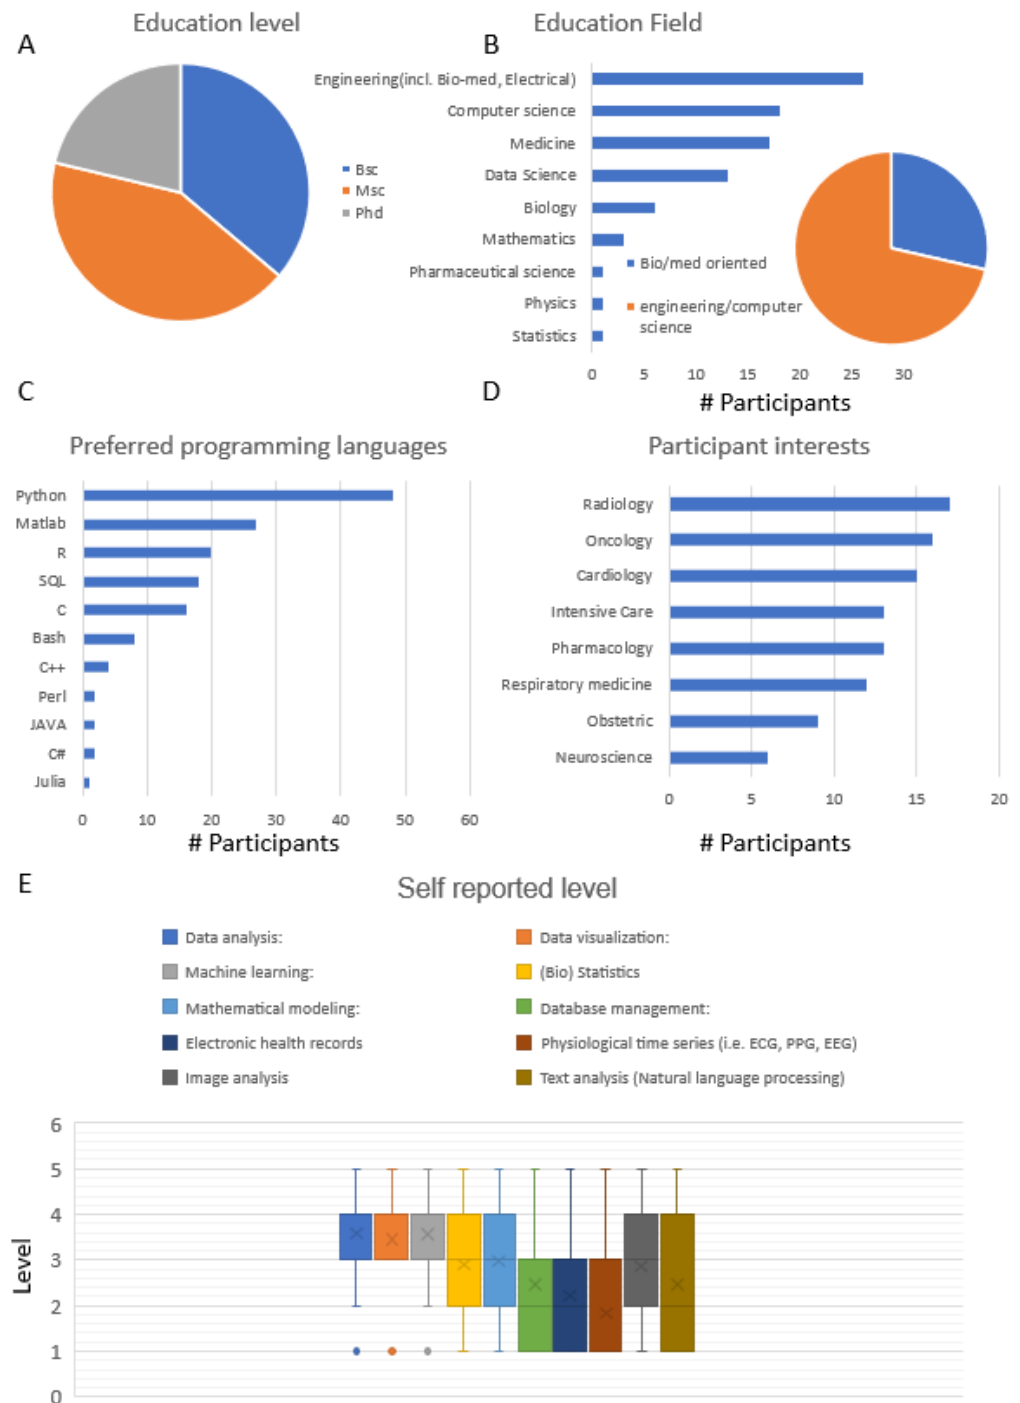 A
Education level
Bsc
Msc
Phd
B
Education Field
Engineering(incl. Bio-med, Electrical)
Computer science
Medicine
Data Science
Biology
Mathematics
Pharmaceutical science
Physics
Statistics
Bio/med oriented
engineering/computer
science
0 5 10 15 20 25 30
# Participants
C
Preferred programming languages
Python
Matlab
R
SQL
C
Bash
C++
Perl
JAVA
C#
Julia
0 10 20 30 40 50 60
# Participants
D
Participant interests
Radiology
Oncology
Cardiology
Intensive Care
Pharmacology
Respiratory medicine
Obstetric
Neuroscience
0 5 10 15 20
# Participants
E
Self reported level
Data analysis: Data visualization:
Machine learning: (Bio) Statistics
Mathematical modeling: Database management:
Electronic health records Physiological time series (i.e. ECG, PPG, EEG)
Image analysis Text analysis (Natural language processing)
Level
6
5
4
3
2
1
0